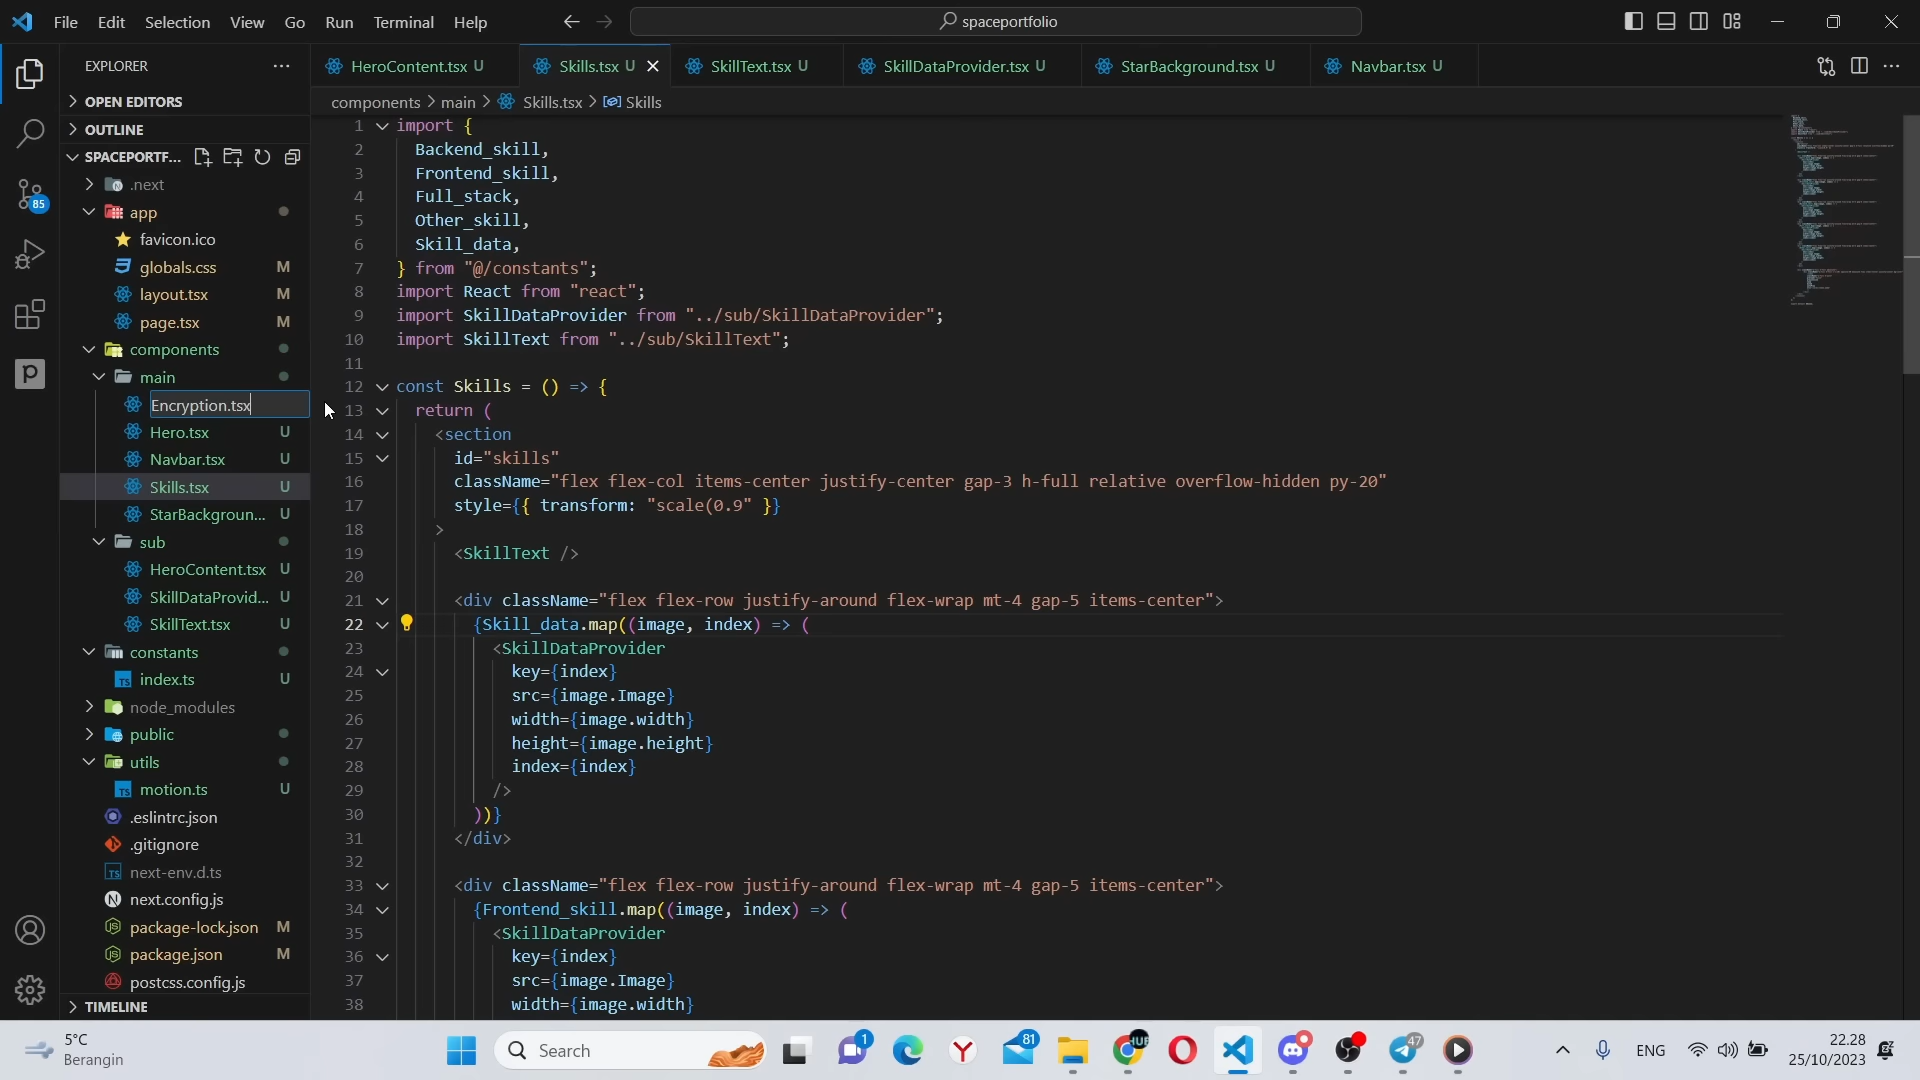 File Edit Selection View Go Run Terminal Help
spaceportfolio
EXPLORER
OPEN EDITORS
OUTLINE
SPACEPORTF...
.next
app
favicon.ico
globals.css M
layout.tsx M
page.tsx M
components
main
Encryption.tsx
Hero.tsx U
Navbar.tsx U
Skills.tsx U
StarBackgroun... U
sub
HeroContent.tsx U
SkillDataProvid... U
SkillText.tsx U
constants
index.ts U
node_modules
public
utils
motion.ts U
.eslintrc.json
.gitignore
next-env.d.ts
next.config.js
package-lock.json M
package.json M
postcss.config.js
TIMELINE
85
HeroContent.tsx U Skills.tsx U SkillText.tsx U SkillDataProvider.tsx U StarBackground.tsx U Navbar.tsx U
components > main > Skills.tsx > Skills
1 import {
2 Backend_skill,
3 Frontend_skill,
4 Full_stack,
5 Other_skill,
6 Skill_data,
7 } from "@/constants";
8 import React from "react";
9 import SkillDataProvider from "../sub/SkillDataProvider";
10 import SkillText from "../sub/SkillText";
11
12 const Skills = () => {
13 return (
14 <section
15 id="skills"
16 className="flex flex-col items-center justify-center gap-3 h-full relative overflow-hidden py-20"
17 style={{ transform: "scale(0.9" }}
18 >
19 <SkillText />
20
21 <div className="flex flex-row justify-around flex-wrap mt-4 gap-5 items-center">
22 {Skill_data.map((image, index) => (
23 <SkillDataProvider
24 key={index}
25 src={image.Image}
26 width={image.width}
27 height={image.height}
28 index={index}
29 />
30 ))}
31 </div>
32
33 <div className="flex flex-row justify-around flex-wrap mt-4 gap-5 items-center">
34 {Frontend_skill.map((image, index) => (
35 <SkillDataProvider
36 key={index}
37 src={image.Image}
38 width={image.width}
5°C
Berangin
Search
1
81
HUB
47
ENG
22.28
25/10/2023